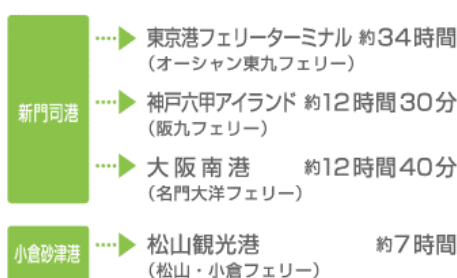 東京港フェリーターミナル 約34時間
(オーシャン東九フェリー)
新門司港
神戸六甲アイランド 約12時間30分
(阪九フェリー)
大阪南港 約12時間40分
(名門大洋フェリー)
小倉砂津港
松山観光港 約7時間
(松山・小倉フェリー)